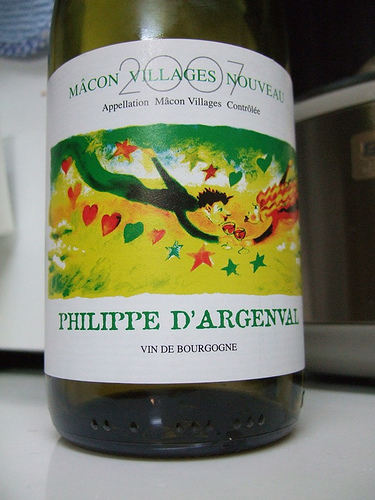 2007
MÂCON VILLAGES NOUVEAU
Appellation Mâcon Villages Contrôlée
PHILIPPE D'ARGENVAL
VIN DE BOURGOGNE